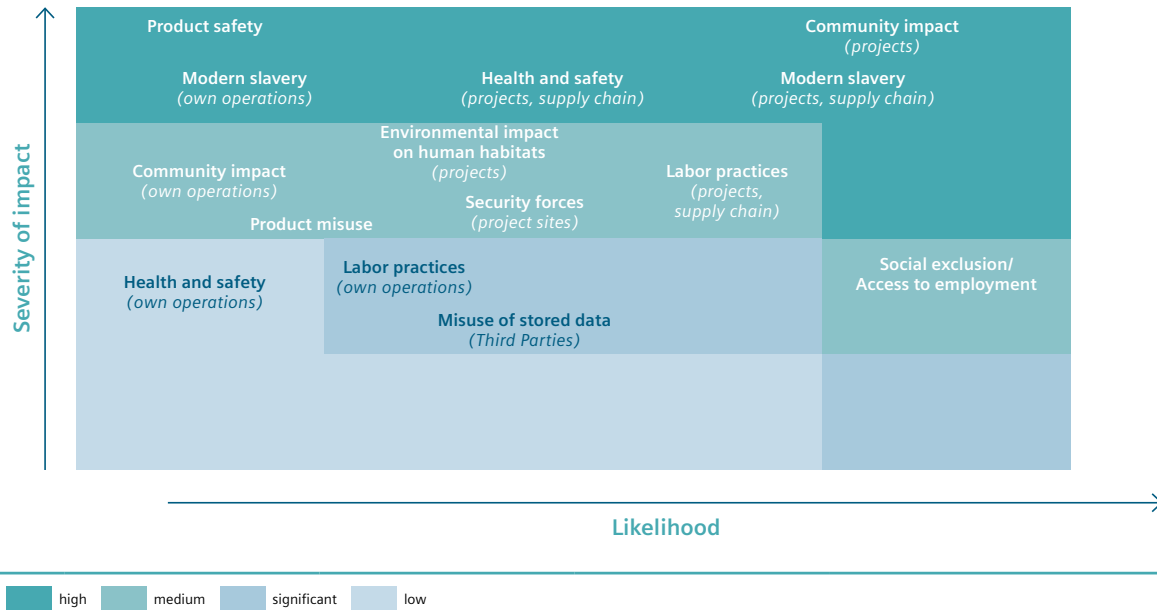 Product safety
Community impact
(projects)
Modern slavery
(own operations)
Health and safety
(projects, supply chain)
Modern slavery
(projects, supply chain)
Environmental impact
on human habitats
(projects)
Community impact
(own operations)
Labor practices
(projects,
supply chain)
Security forces
(project sites)
Product misuse
Health and safety
(own operations)
Labor practices
(own operations)
Social exclusion/
Access to employment
Misuse of stored data
(Third Parties)
Severity of impact
Likelihood
high
medium
significant
low